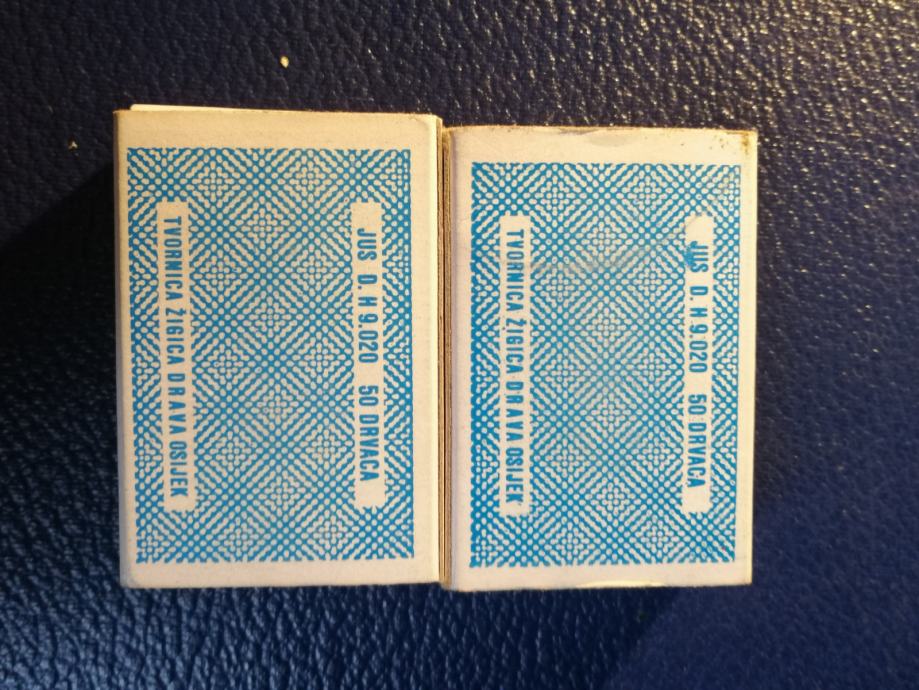 JUS D. H 9.020 50 DRVACA
TVORNICA ŽIGICA DRAVA OSIJEK
JUS D. H 9.020 50 DRVACA
TVORNICA ŽIGICA DRAVA OSIJEK